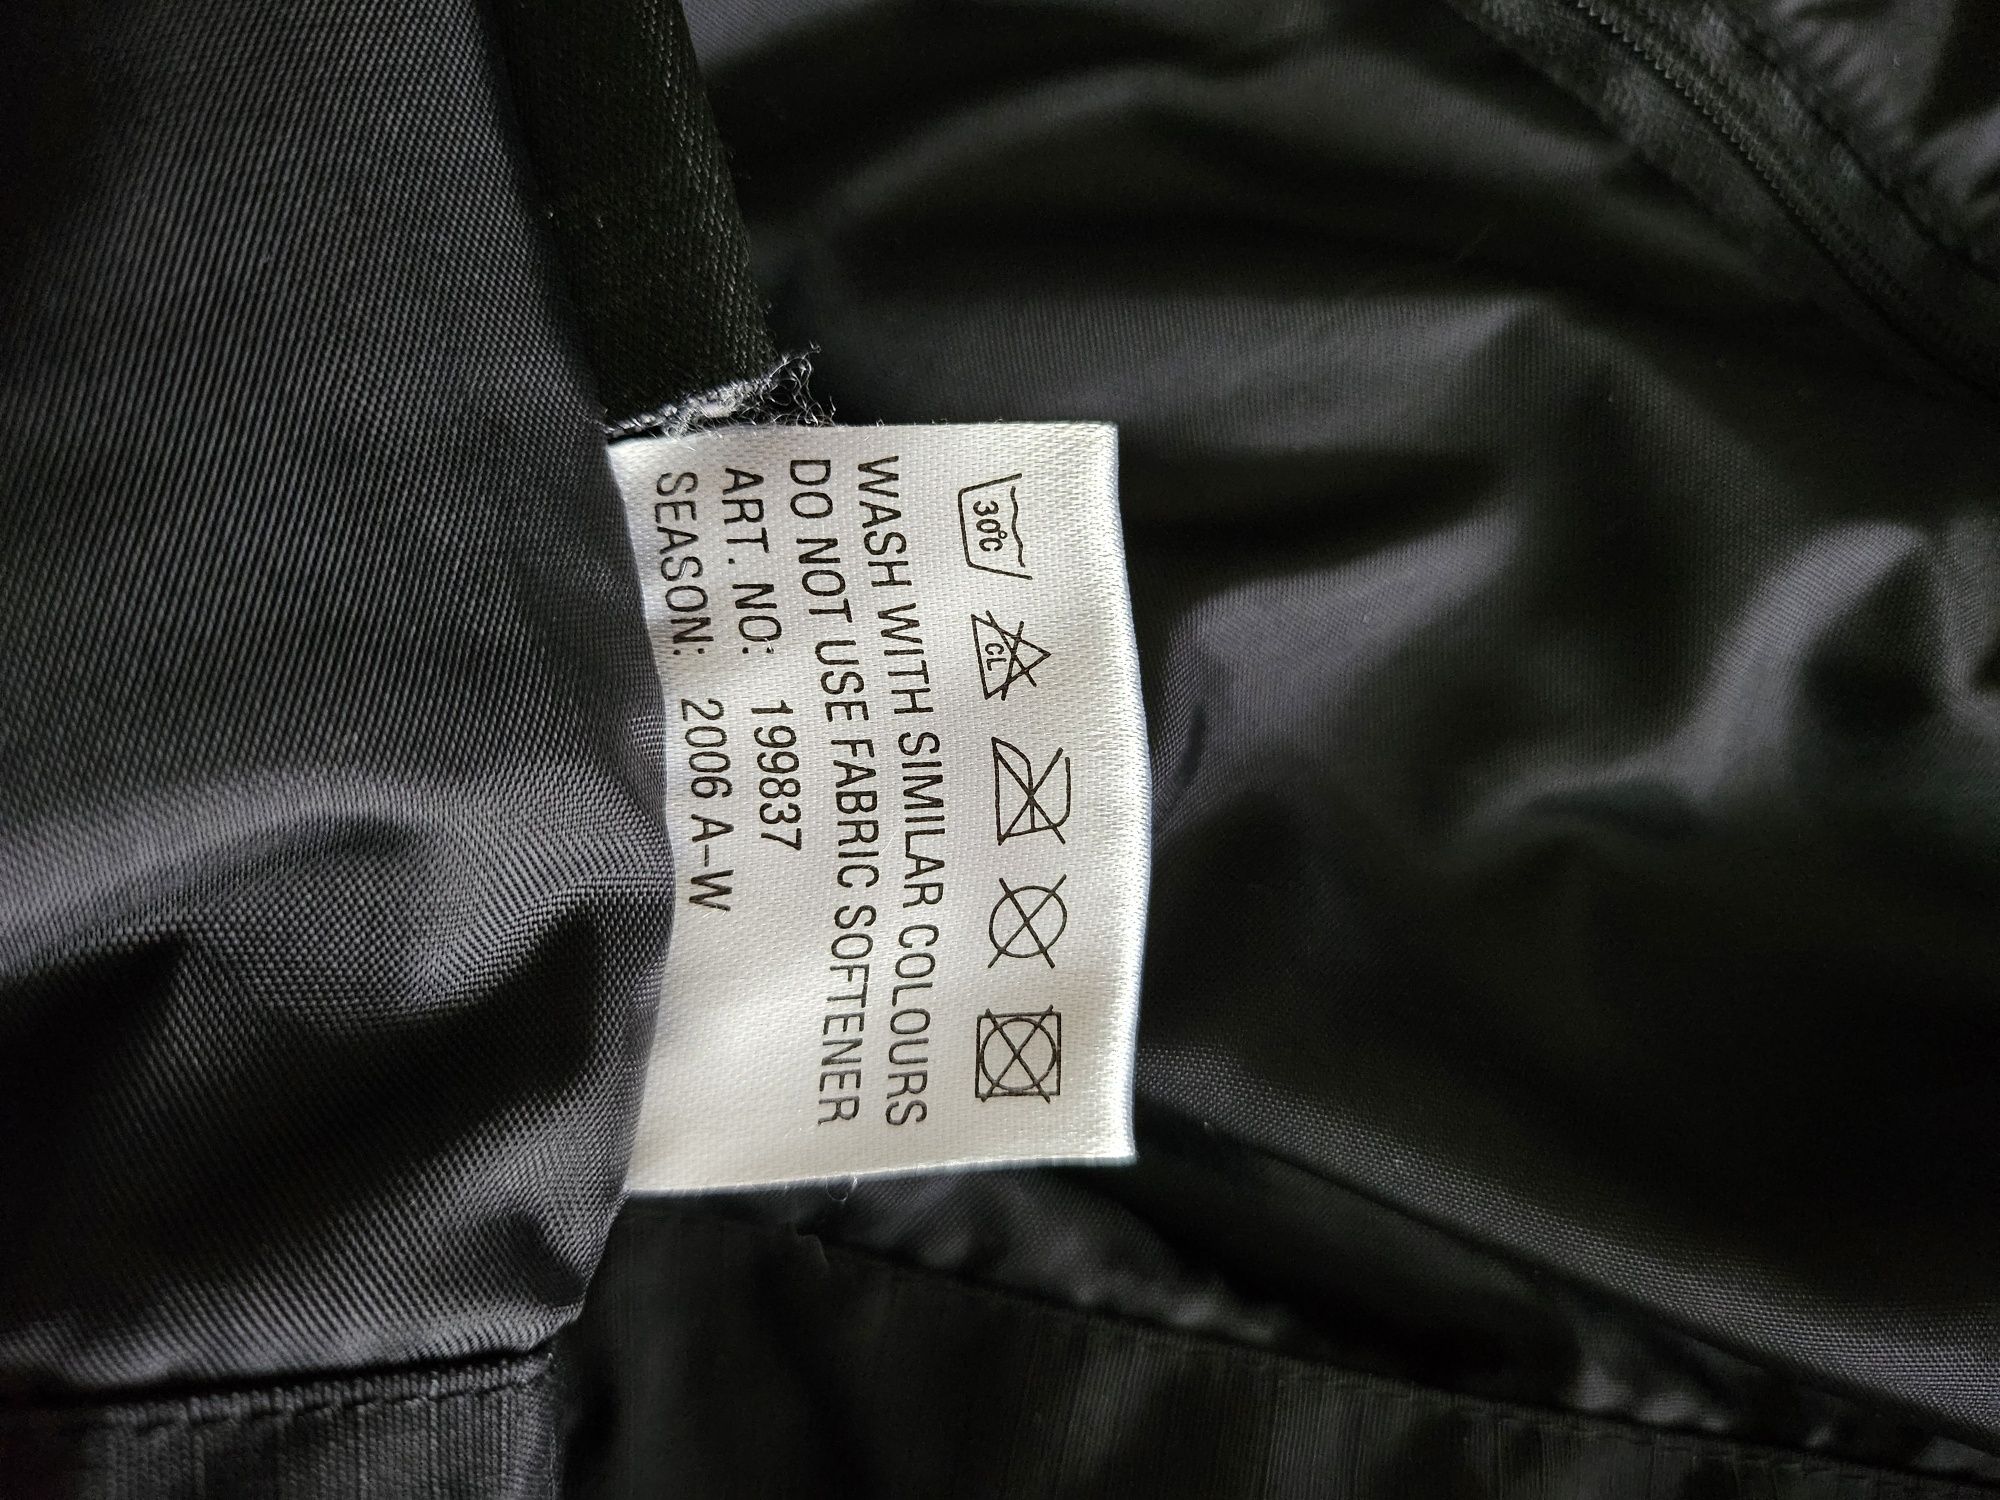 30°C CL
WASH WITH SIMILAR COLOURS
DO NOT USE FABRIC SOFTENER
ART. NO: 199837
SEASON: 2006 A-W